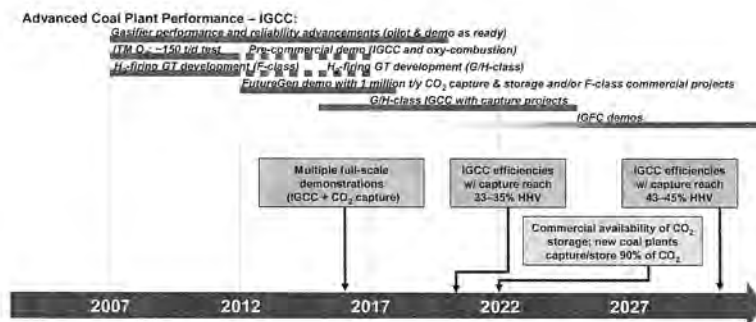 Advanced Coal Plant Performance – IGCC:
Gasifier performance and reliability advancements (pilot & demo as ready)
ITM O₂: ~150 t/d test Pre-commercial demo (IGCC and oxy-combustion)
H₂-firing GT development (F-class) H₂-firing GT development (G/H-class)
FutureGen demo with 1 million t/y CO₂ capture & storage and/or F-class commercial projects
G/H-class IGCC with capture projects
IGFC demos
Multiple full-scale
demonstrations
(IGCC + CO₂ capture)
IGCC efficiencies
w/ capture reach
33–35% HHV
IGCC efficiencies
w/ capture reach
43–45% HHV
Commercial availability of CO₂
storage; new coal plants
capture/store 90% of CO₂
2007 2012 2017 2022 2027